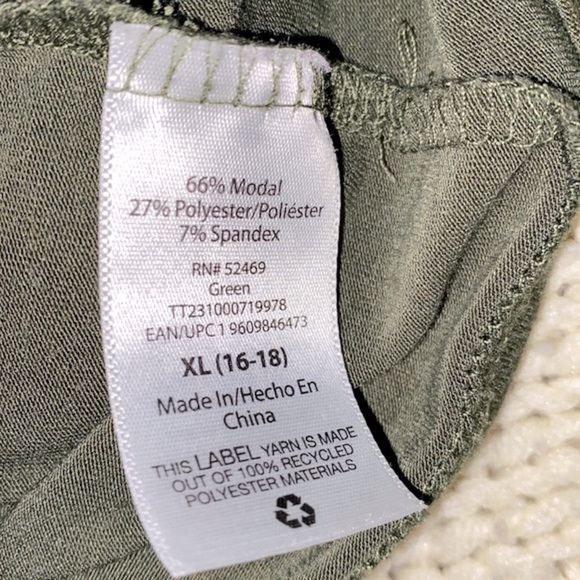 66% Modal
27% Polyester/Poliéster
7% Spandex
RN# 52469
Green
TT231000719978
EAN/UPC 1 9609846473
XL (16-18)
Made In/Hecho En
China
THIS LABEL YARN IS MADE
OUT OF 100% RECYCLED
POLYESTER MATERIALS